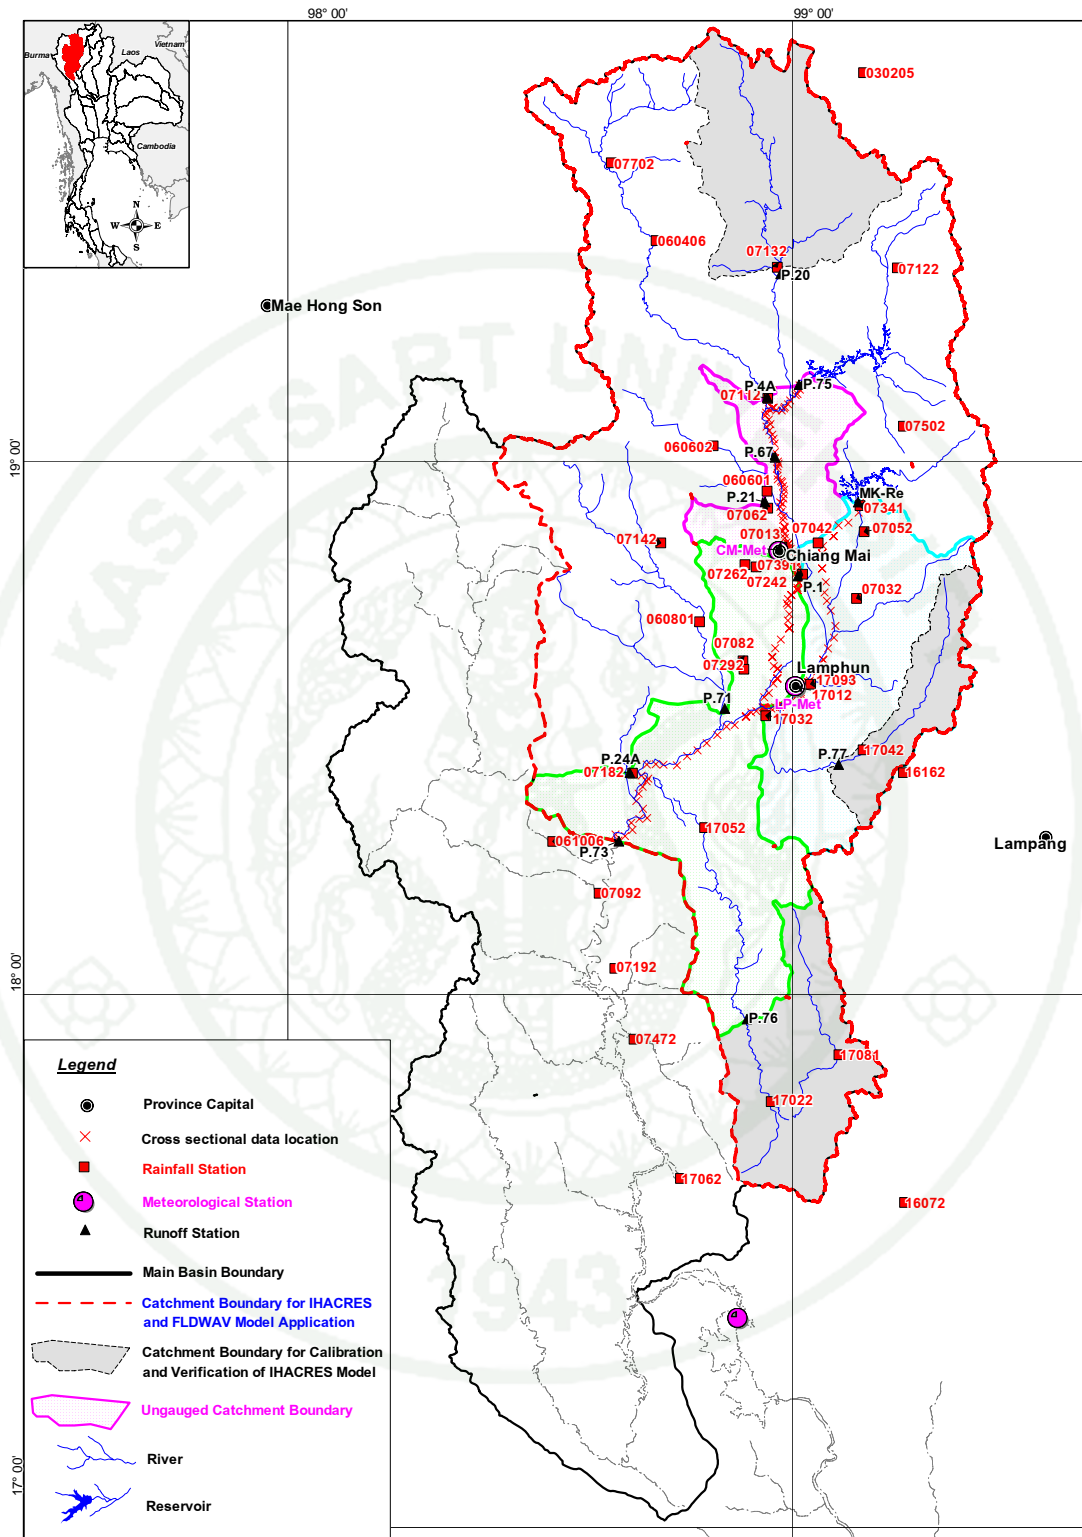 98° 00'
99° 00'
Burma
Laos
Vietnam
Cambodia
N
W
E
S
030205
07702
060406
07132
P.20
07122
Mae Hong Son
P.4A
P.75
07112
07502
060602
P.67
19° 00'
060601
P.21
MK-Re
07341
07062
07052
07013
07042
07142
CM-Met
Chiang Mai
07391
07262
07242
P.1
07032
060801
07082
07292
Lamphun
17093
17012
P.71
LP-Met
17032
17042
P.24A
P.77
07182
16162
17052
061006
P.73
Lampang
07092
07192
18° 00'
P.76
07472
17081
17022
17062
16072
Legend
Province Capital
Cross sectional data location
Rainfall Station
Meteorological Station
Runoff Station
Main Basin Boundary
Catchment Boundary for IHACRES
and FLDWAV Model Application
Catchment Boundary for Calibration
and Verification of IHACRES Model
Ungauged Catchment Boundary
River
Reservoir
17° 00'
KASETSART UNIVERSITY
1943